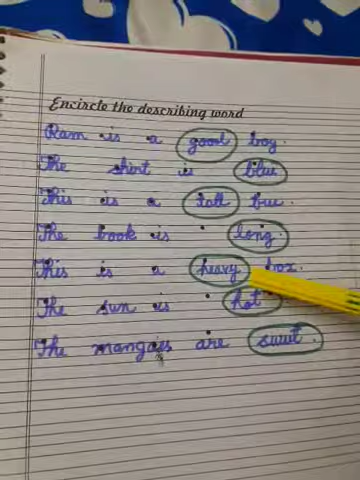 Encircle the describing word
Ram is a good boy.
The shirt is blue
This is a tall tree.
The book is long.
This is a heavy box.
The sun is hot
The mangoes are sweet.